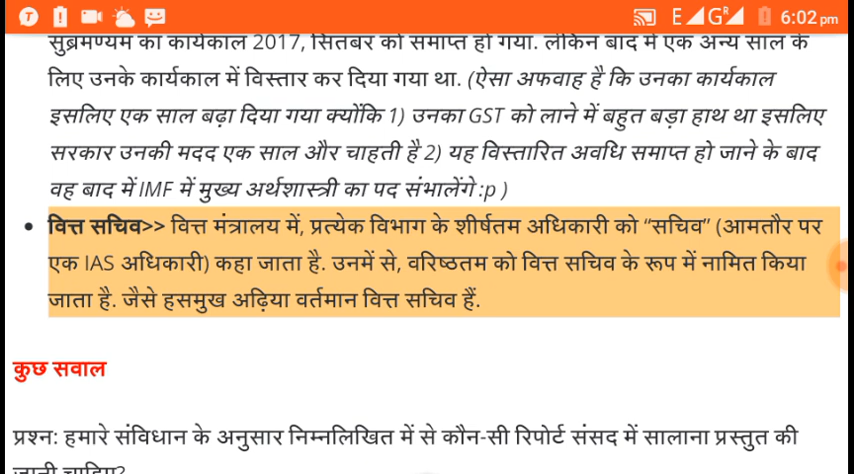 E G R 6:02 pm
सुब्रमण्यम का कार्यकाल 2017, सितंबर को समाप्त हो गया. लेकिन बाद में एक अन्य साल के
लिए उनके कार्यकाल में विस्तार कर दिया गया था. (ऐसा अफवाह है कि उनका कार्यकाल
इसलिए एक साल बढ़ा दिया गया क्योंकि 1) उनका GST को लाने में बहुत बड़ा हाथ था इसलिए
सरकार उनकी मदद एक साल और चाहती है 2) यह विस्तारित अवधि समाप्त हो जाने के बाद
वह बाद में IMF में मुख्य अर्थशास्त्री का पद संभालेंगे :p )
• वित्त सचिव>> वित्त मंत्रालय में, प्रत्येक विभाग के शीर्षतम अधिकारी को “सचिव” (आमतौर पर
एक IAS अधिकारी) कहा जाता है. उनमें से, वरिष्ठतम को वित्त सचिव के रूप में नामित किया
जाता है. जैसे हसमुख अढ़िया वर्तमान वित्त सचिव हैं.
कुछ सवाल
प्रश्न: हमारे संविधान के अनुसार निम्नलिखित में से कौन-सी रिपोर्ट संसद में सालाना प्रस्तुत की
जानी चाहिए?